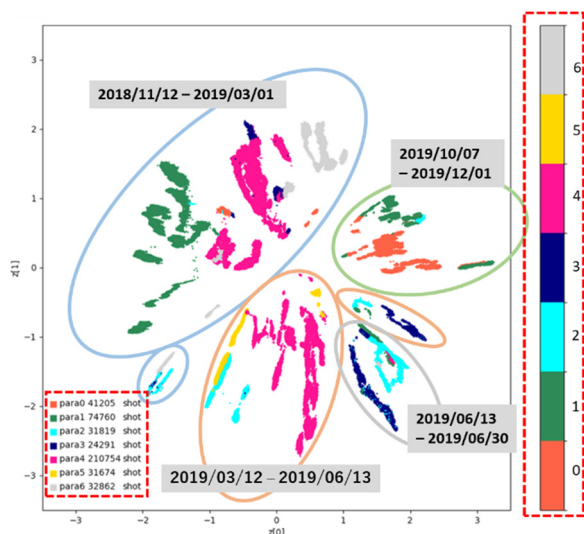 3
2
1
0
−1
−2
−3
z[1]
−3
−2
−1
0
1
2
3
z[0]
2018/11/12 – 2019/03/01
2019/10/07
– 2019/12/01
2019/06/13
– 2019/06/30
2019/03/12 – 2019/06/13
para0 41205 shot
para1 74760 shot
para2 31819 shot
para3 24291 shot
para4 210754 shot
para5 31674 shot
para6 32862 shot
6
5
4
3
2
1
0